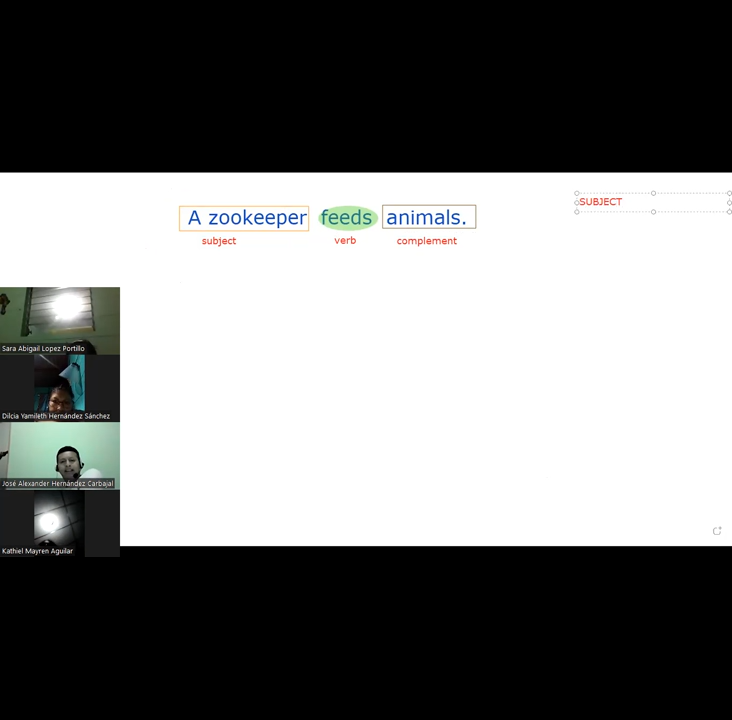 A zookeeper feeds animals.
subject verb complement
SUBJECT
Sara Abigail Lopez Portillo
Dilcia Yamileth Hernández Sánchez
José Alexander Hernández Carbajal
Kathiel Mayren Aguilar